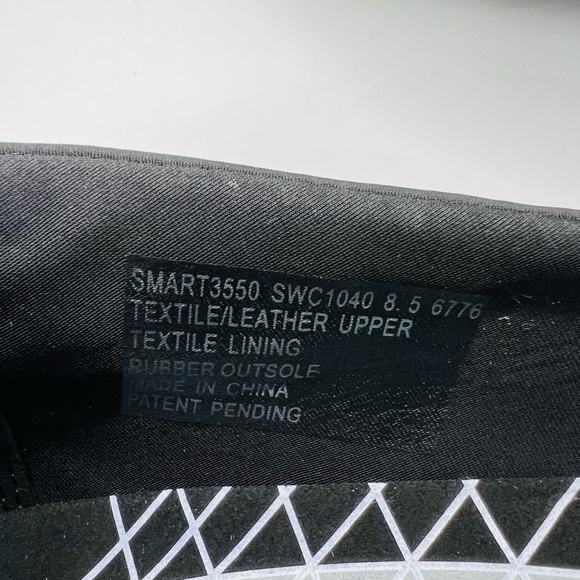 SMART3550 SWC1040 8.5 6776
TEXTILE/LEATHER UPPER
TEXTILE LINING
RUBBER OUTSOLE
MADE IN CHINA
PATENT PENDING